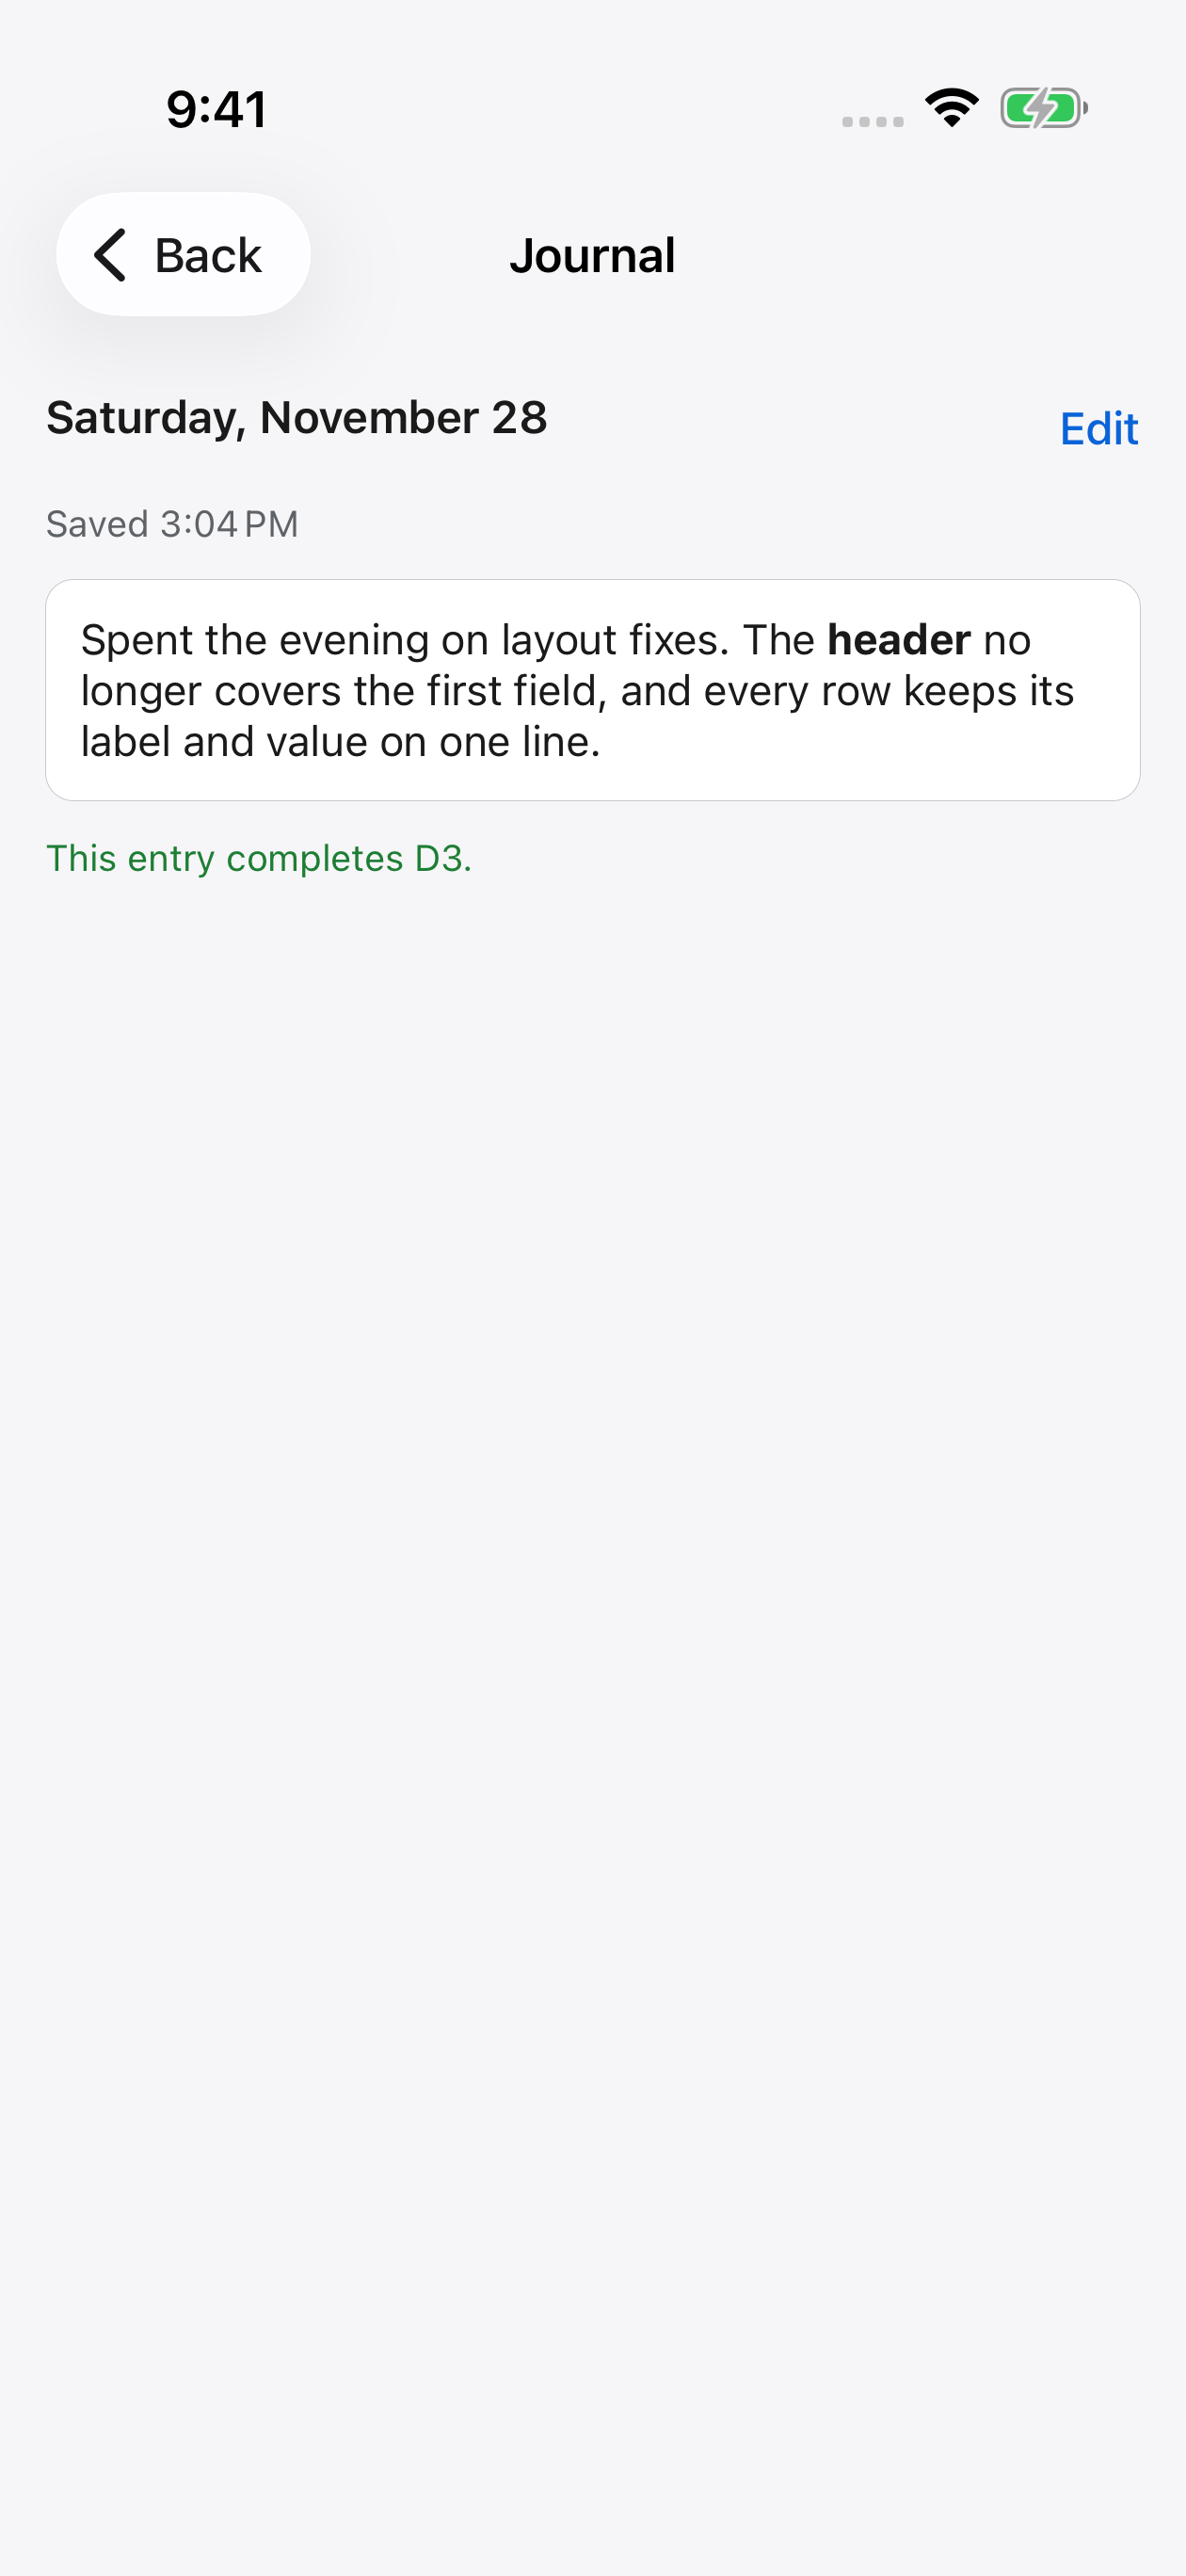 9:41
Back
Journal
Saturday, November 28
Edit
Saved 3:04 PM
Spent the evening on layout fixes. The header no
longer covers the first field, and every row keeps its
label and value on one line.
This entry completes D3.